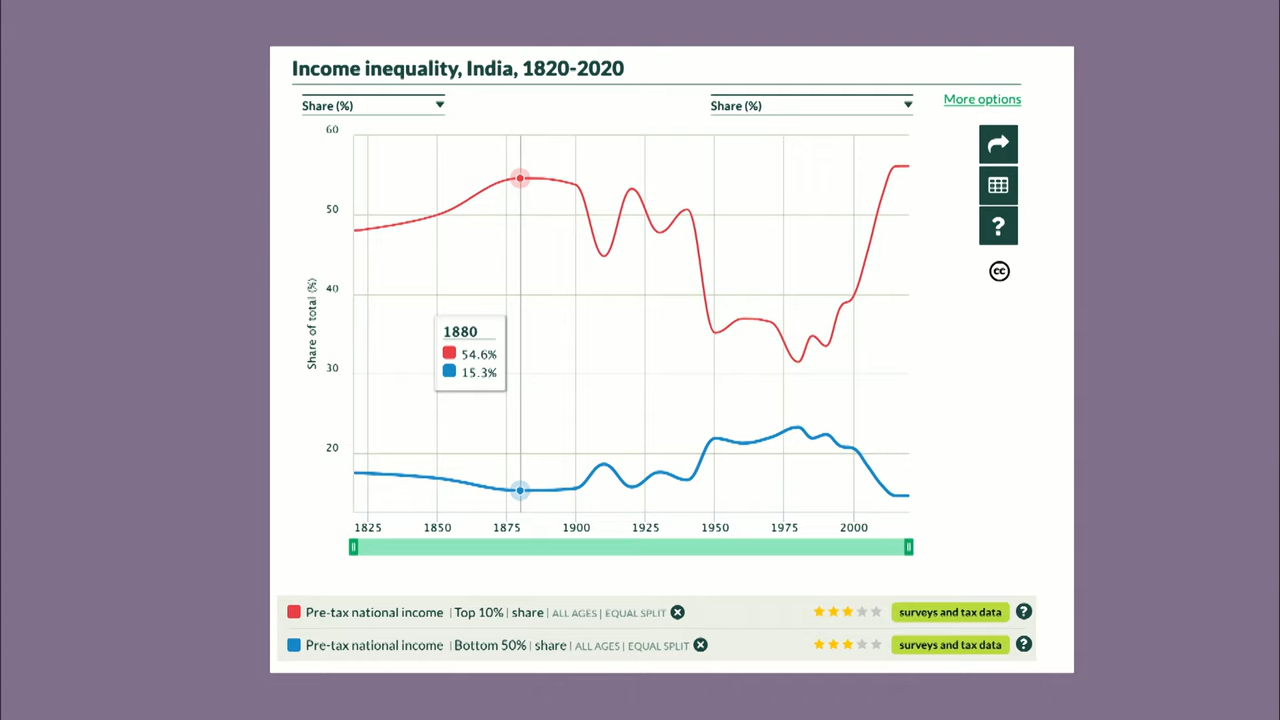 Income inequality, India, 1820-2020
Share (%)
Share (%)
More options
60
50
40
30
20
Share of total (%)
?
cc
1880
54.6%
15.3%
1825 1850 1875 1900 1925 1950 1975 2000
Pre-tax national income | Top 10% | share | ALL AGES | EQUAL SPLIT surveys and tax data ?
Pre-tax national income | Bottom 50% | share | ALL AGES | EQUAL SPLIT surveys and tax data ?